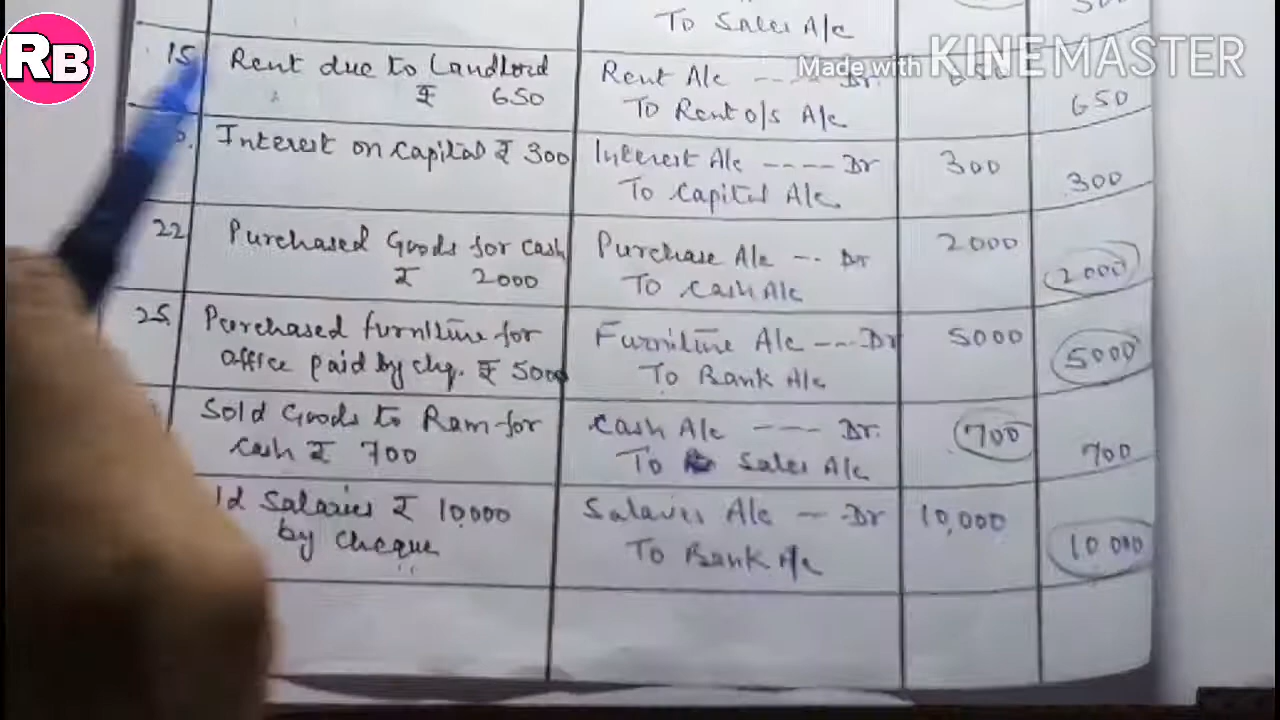 RB
Made with KINEMASTER
To Sales A/c
15 Rent due to Landlord Rent A/c ---- Dr.
₹ 650 To Rent o/s A/c 650
Interest on capital ₹ 300 Interest A/c ---- Dr 300
To Capital A/c 300
22 Purchased Goods for cash Purchase A/c -- Dr 2000
₹ 2000 To Cash A/c 2000
25. Purchased furniture for Furniture A/c --- Dr 5000
office paid by chq. ₹ 5000 To Bank A/c 5000
Sold Goods to Ram for Cash A/c --- Dr. 700
cash ₹ 700 To Sales A/c 700
Salaries ₹ 10,000 Salaries A/c - Dr 10,000
by cheque To Bank A/c 10000